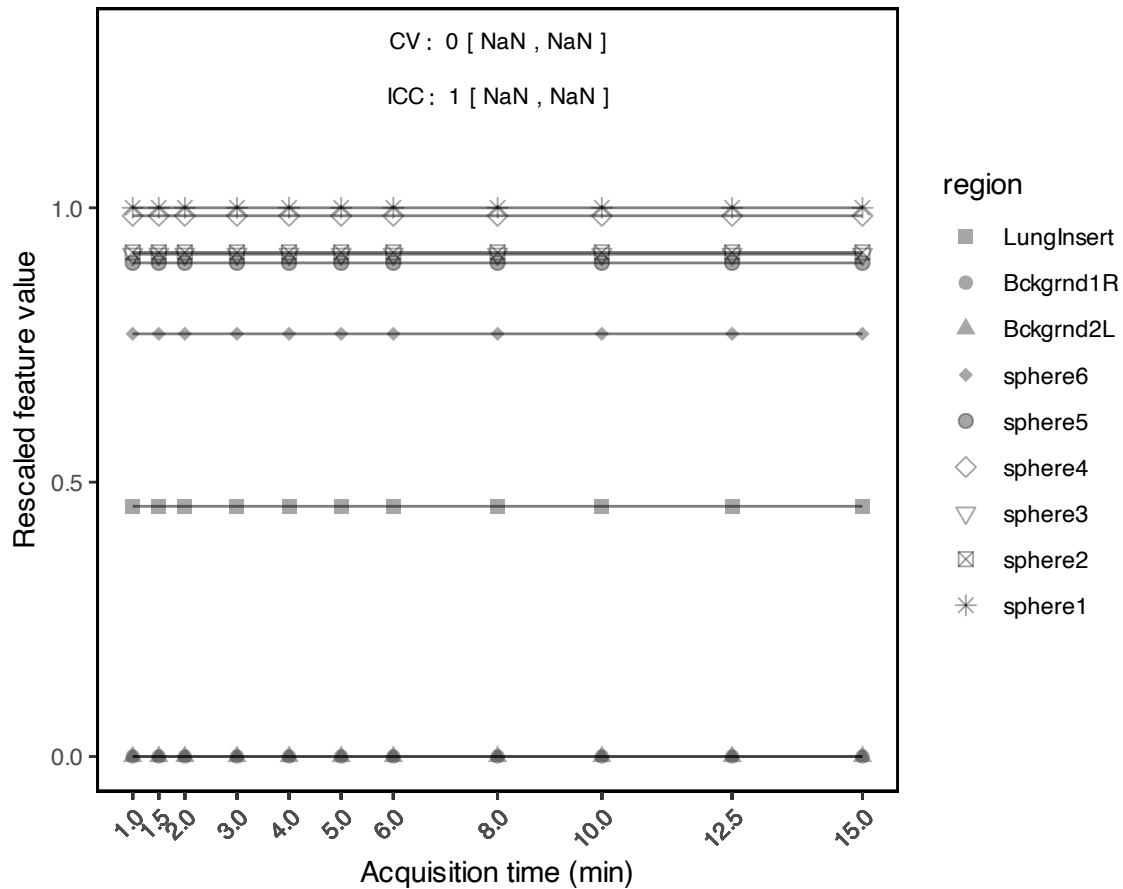 CV : 0 [ NaN , NaN ]
ICC : 1 [ NaN , NaN ]
Rescaled feature value
1.0
0.5
0.0
1.0
1.5
2.0
3.0
4.0
5.0
6.0
8.0
10.0
12.5
15.0
Acquisition time (min)
region
LungInsert
Bckgrnd1R
Bckgrnd2L
sphere6
sphere5
sphere4
sphere3
sphere2
sphere1